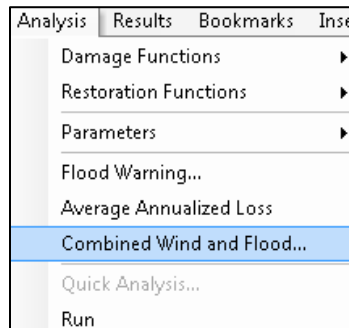 Analysis Results Bookmarks Inse
Damage Functions
Restoration Functions
Parameters
Flood Warning...
Average Annualized Loss
Combined Wind and Flood...
Quick Analysis...
Run